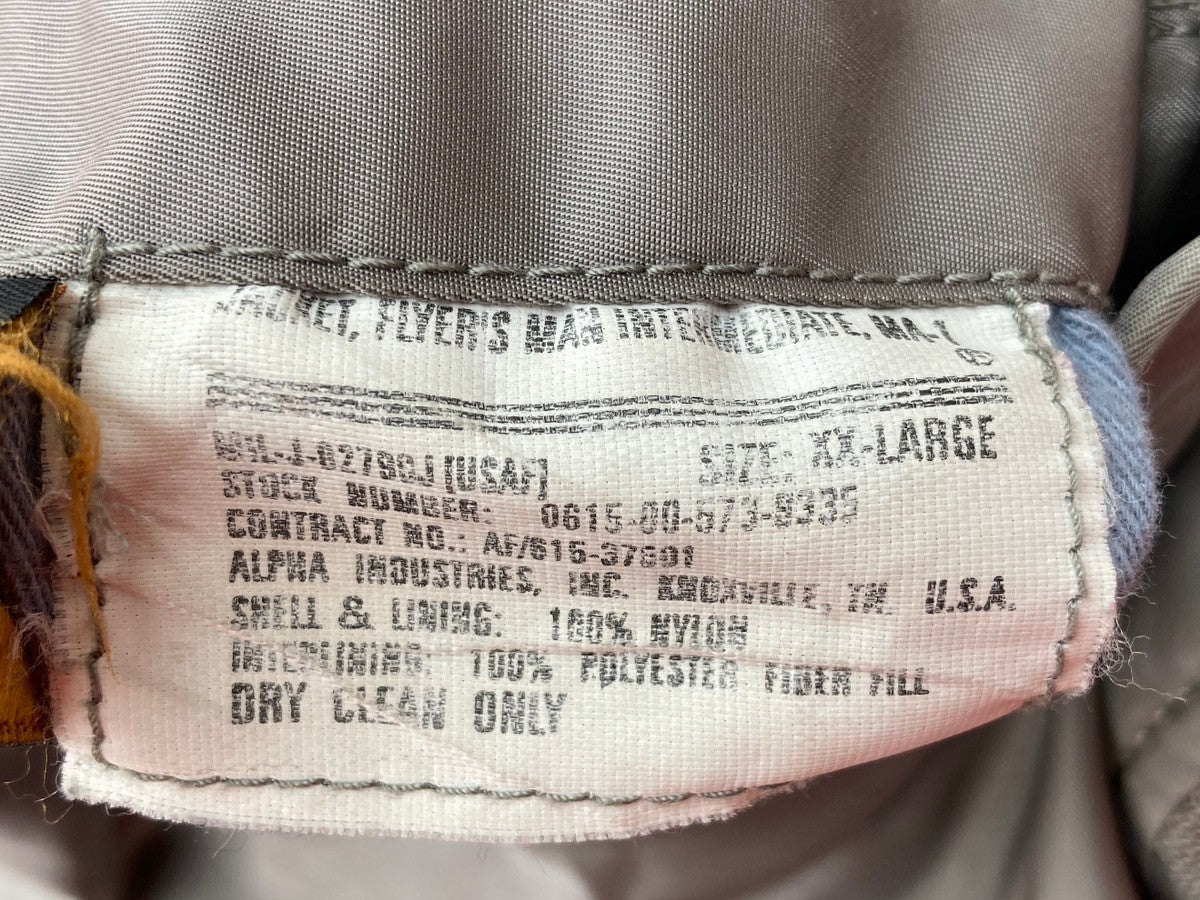 JACKET, FLYER'S MAN INTERMEDIATE, MA-1
®
MIL-J-8279J [USAF] SIZE: XX-LARGE
STOCK NUMBER: 0615-00-573-8335
CONTRACT NO.: AF/615-37891
ALPHA INDUSTRIES, INC. KNOXVILLE, TN. U.S.A.
SHELL & LINING: 100% NYLON
INTERLINING: 100% POLYESTER FIBER FILL
DRY CLEAN ONLY